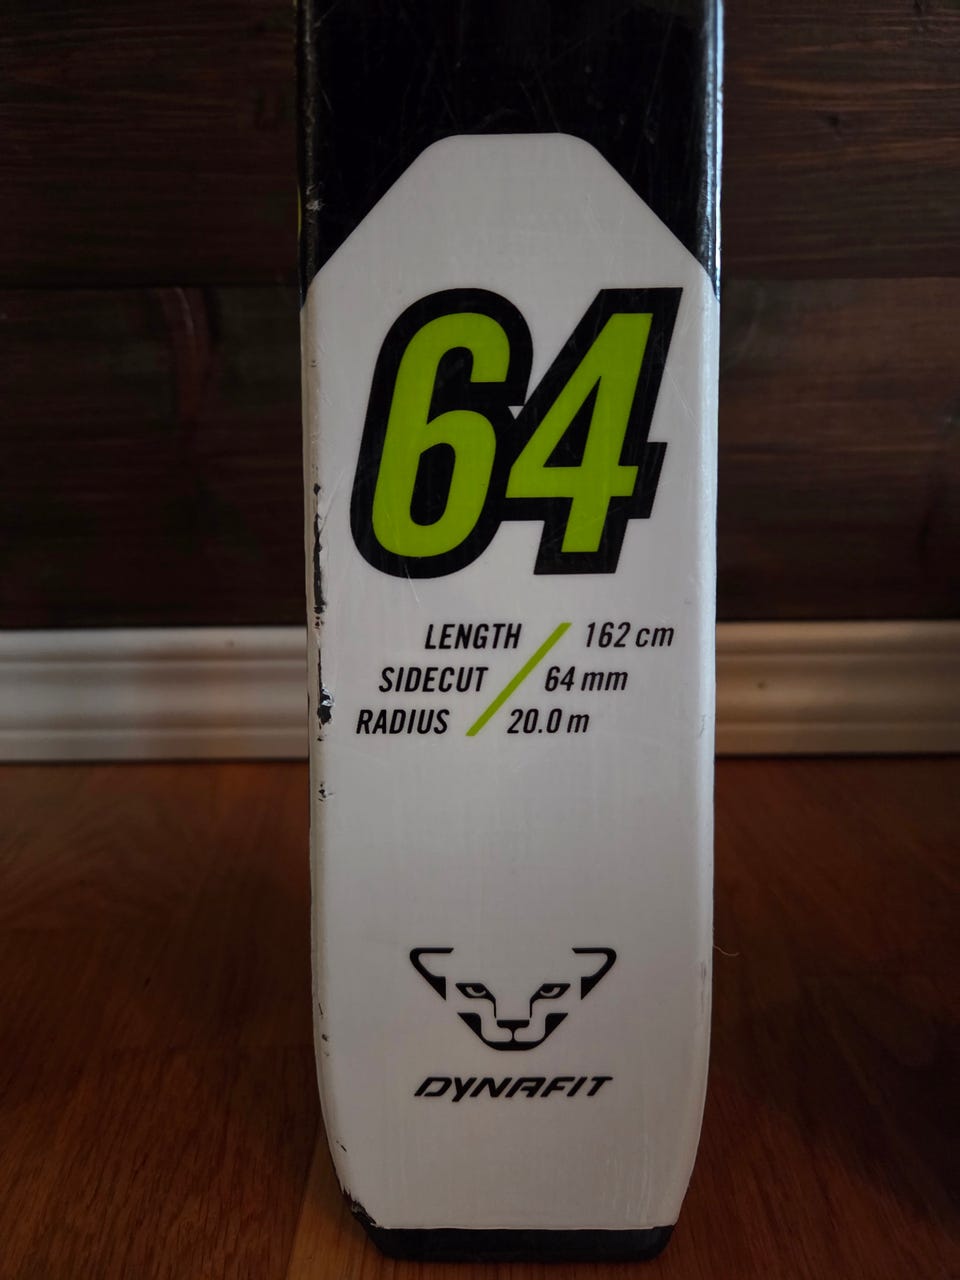 64
LENGTH / 162 cm
SIDECUT / 64 mm
RADIUS / 20.0 m
DYNAFIT